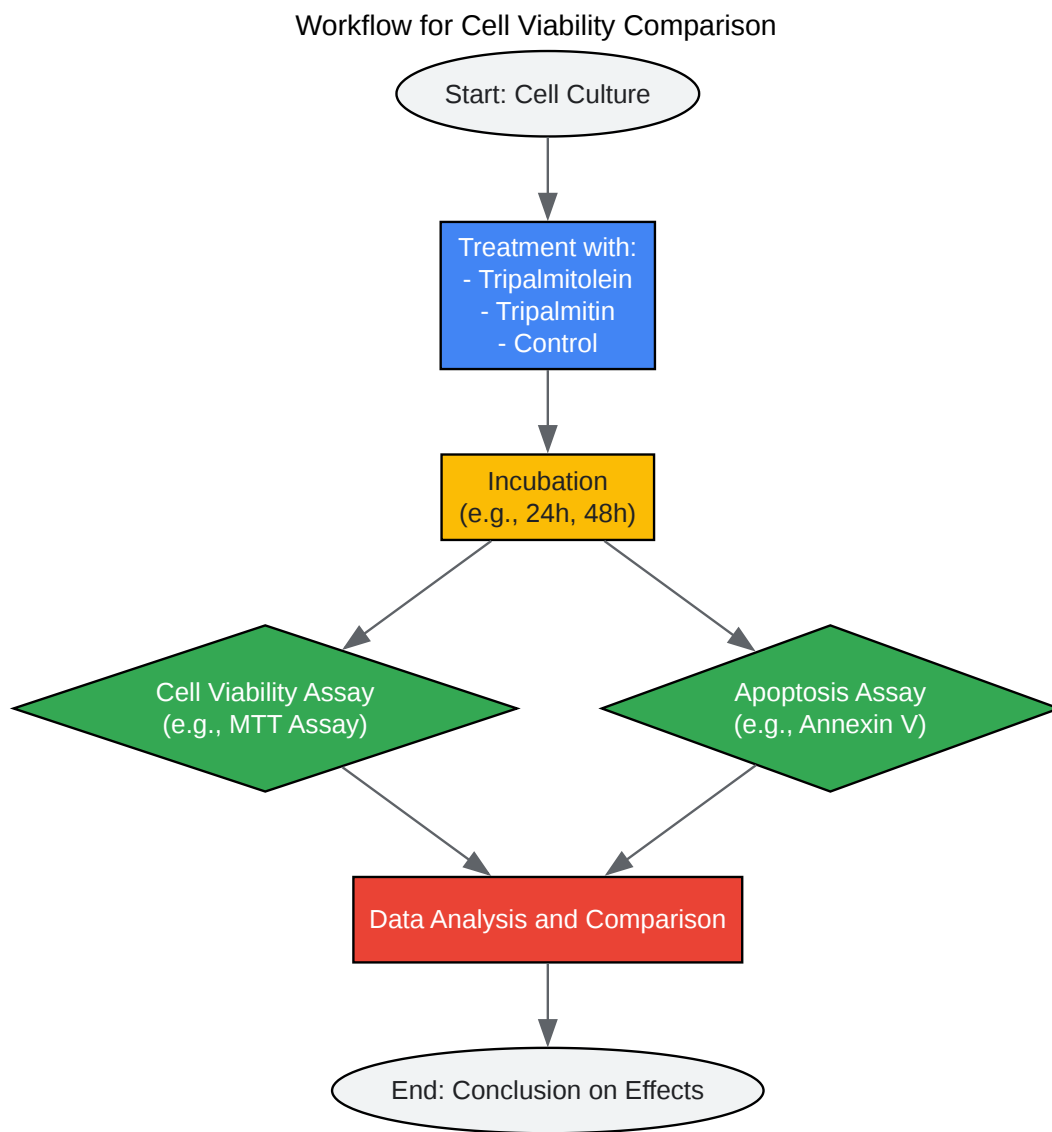 Workflow for Cell Viability Comparison
Start: Cell Culture
Treatment with:
- Tripalmitolein
- Tripalmitin
- Control
Incubation
(e.g., 24h, 48h)
Cell Viability Assay
(e.g., MTT Assay)
Apoptosis Assay
(e.g., Annexin V)
Data Analysis and Comparison
End: Conclusion on Effects